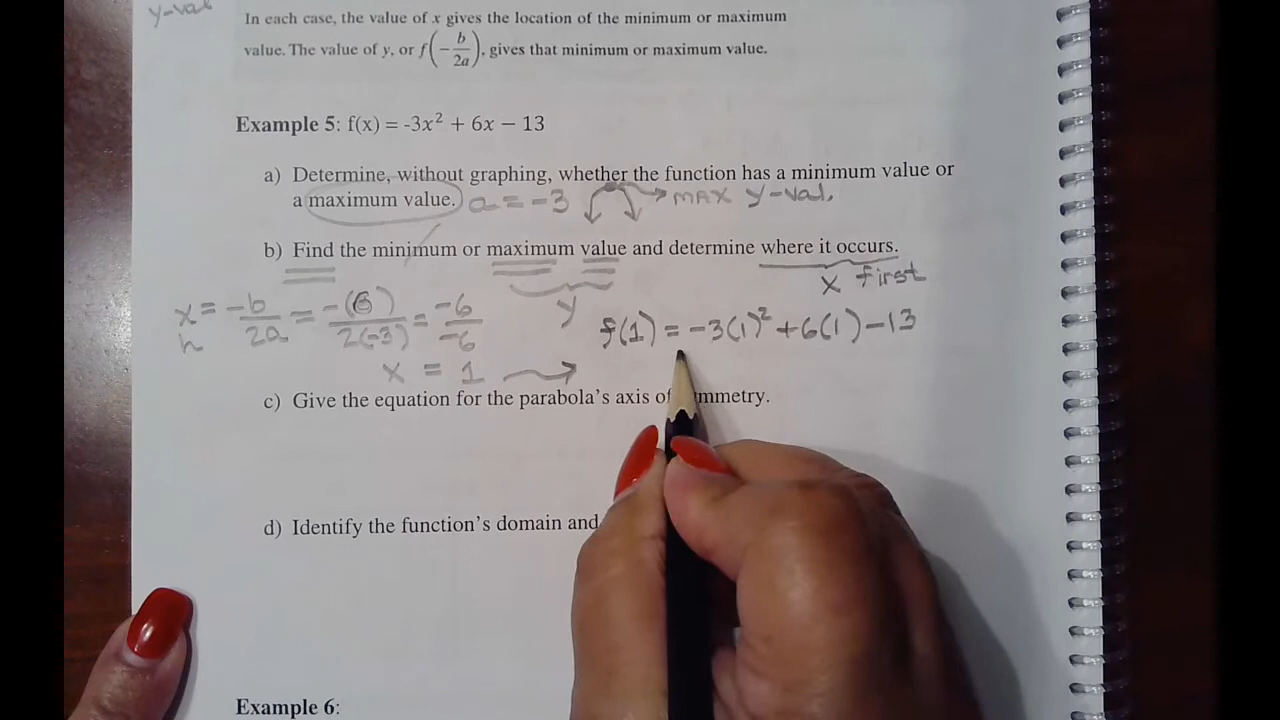 y-val
In each case, the value of x gives the location of the minimum or maximum
value. The value of y, or f(-b/2a), gives that minimum or maximum value.
Example 5: f(x) = -3x² + 6x – 13
a) Determine, without graphing, whether the function has a minimum value or
a maximum value. a = -3 → MAX y-val.
b) Find the minimum or maximum value and determine where it occurs.
x first
x = -b/2a = -(6)/2(-3) = -6/-6
h
y
f(1) = -3(1)² + 6(1) - 13
x = 1 →
c) Give the equation for the parabola's axis of symmetry.
d) Identify the function's domain and
Example 6: